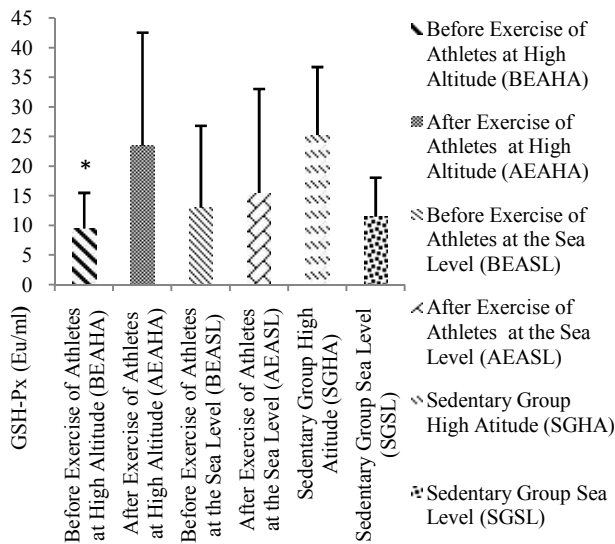 45
40
35
30
25
20
15
10
5
0
*
GSH-Px (Eu/ml)
Before Exercise of Athletes
at High Altitude (BEAHA)
After Exercise of Athletes
at High Altitude (AEAHA)
Before Exercise of Athletes
at the Sea Level (BEASL)
After Exercise of Athletes
at the Sea Level (AEASL)
Sedentary Group High
Atitude (SGHA)
Sedentary Group Sea Level
(SGSL)
Before Exercise of
Athletes at High
Altitude (BEAHA)
After Exercise of
Athletes at High
Altitude (AEAHA)
Before Exercise of
Athletes at the Sea
Level (BEASL)
After Exercise of
Athletes at the Sea
Level (AEASL)
Sedentary Group
High Atitude (SGHA)
Sedentary Group Sea
Level (SGSL)